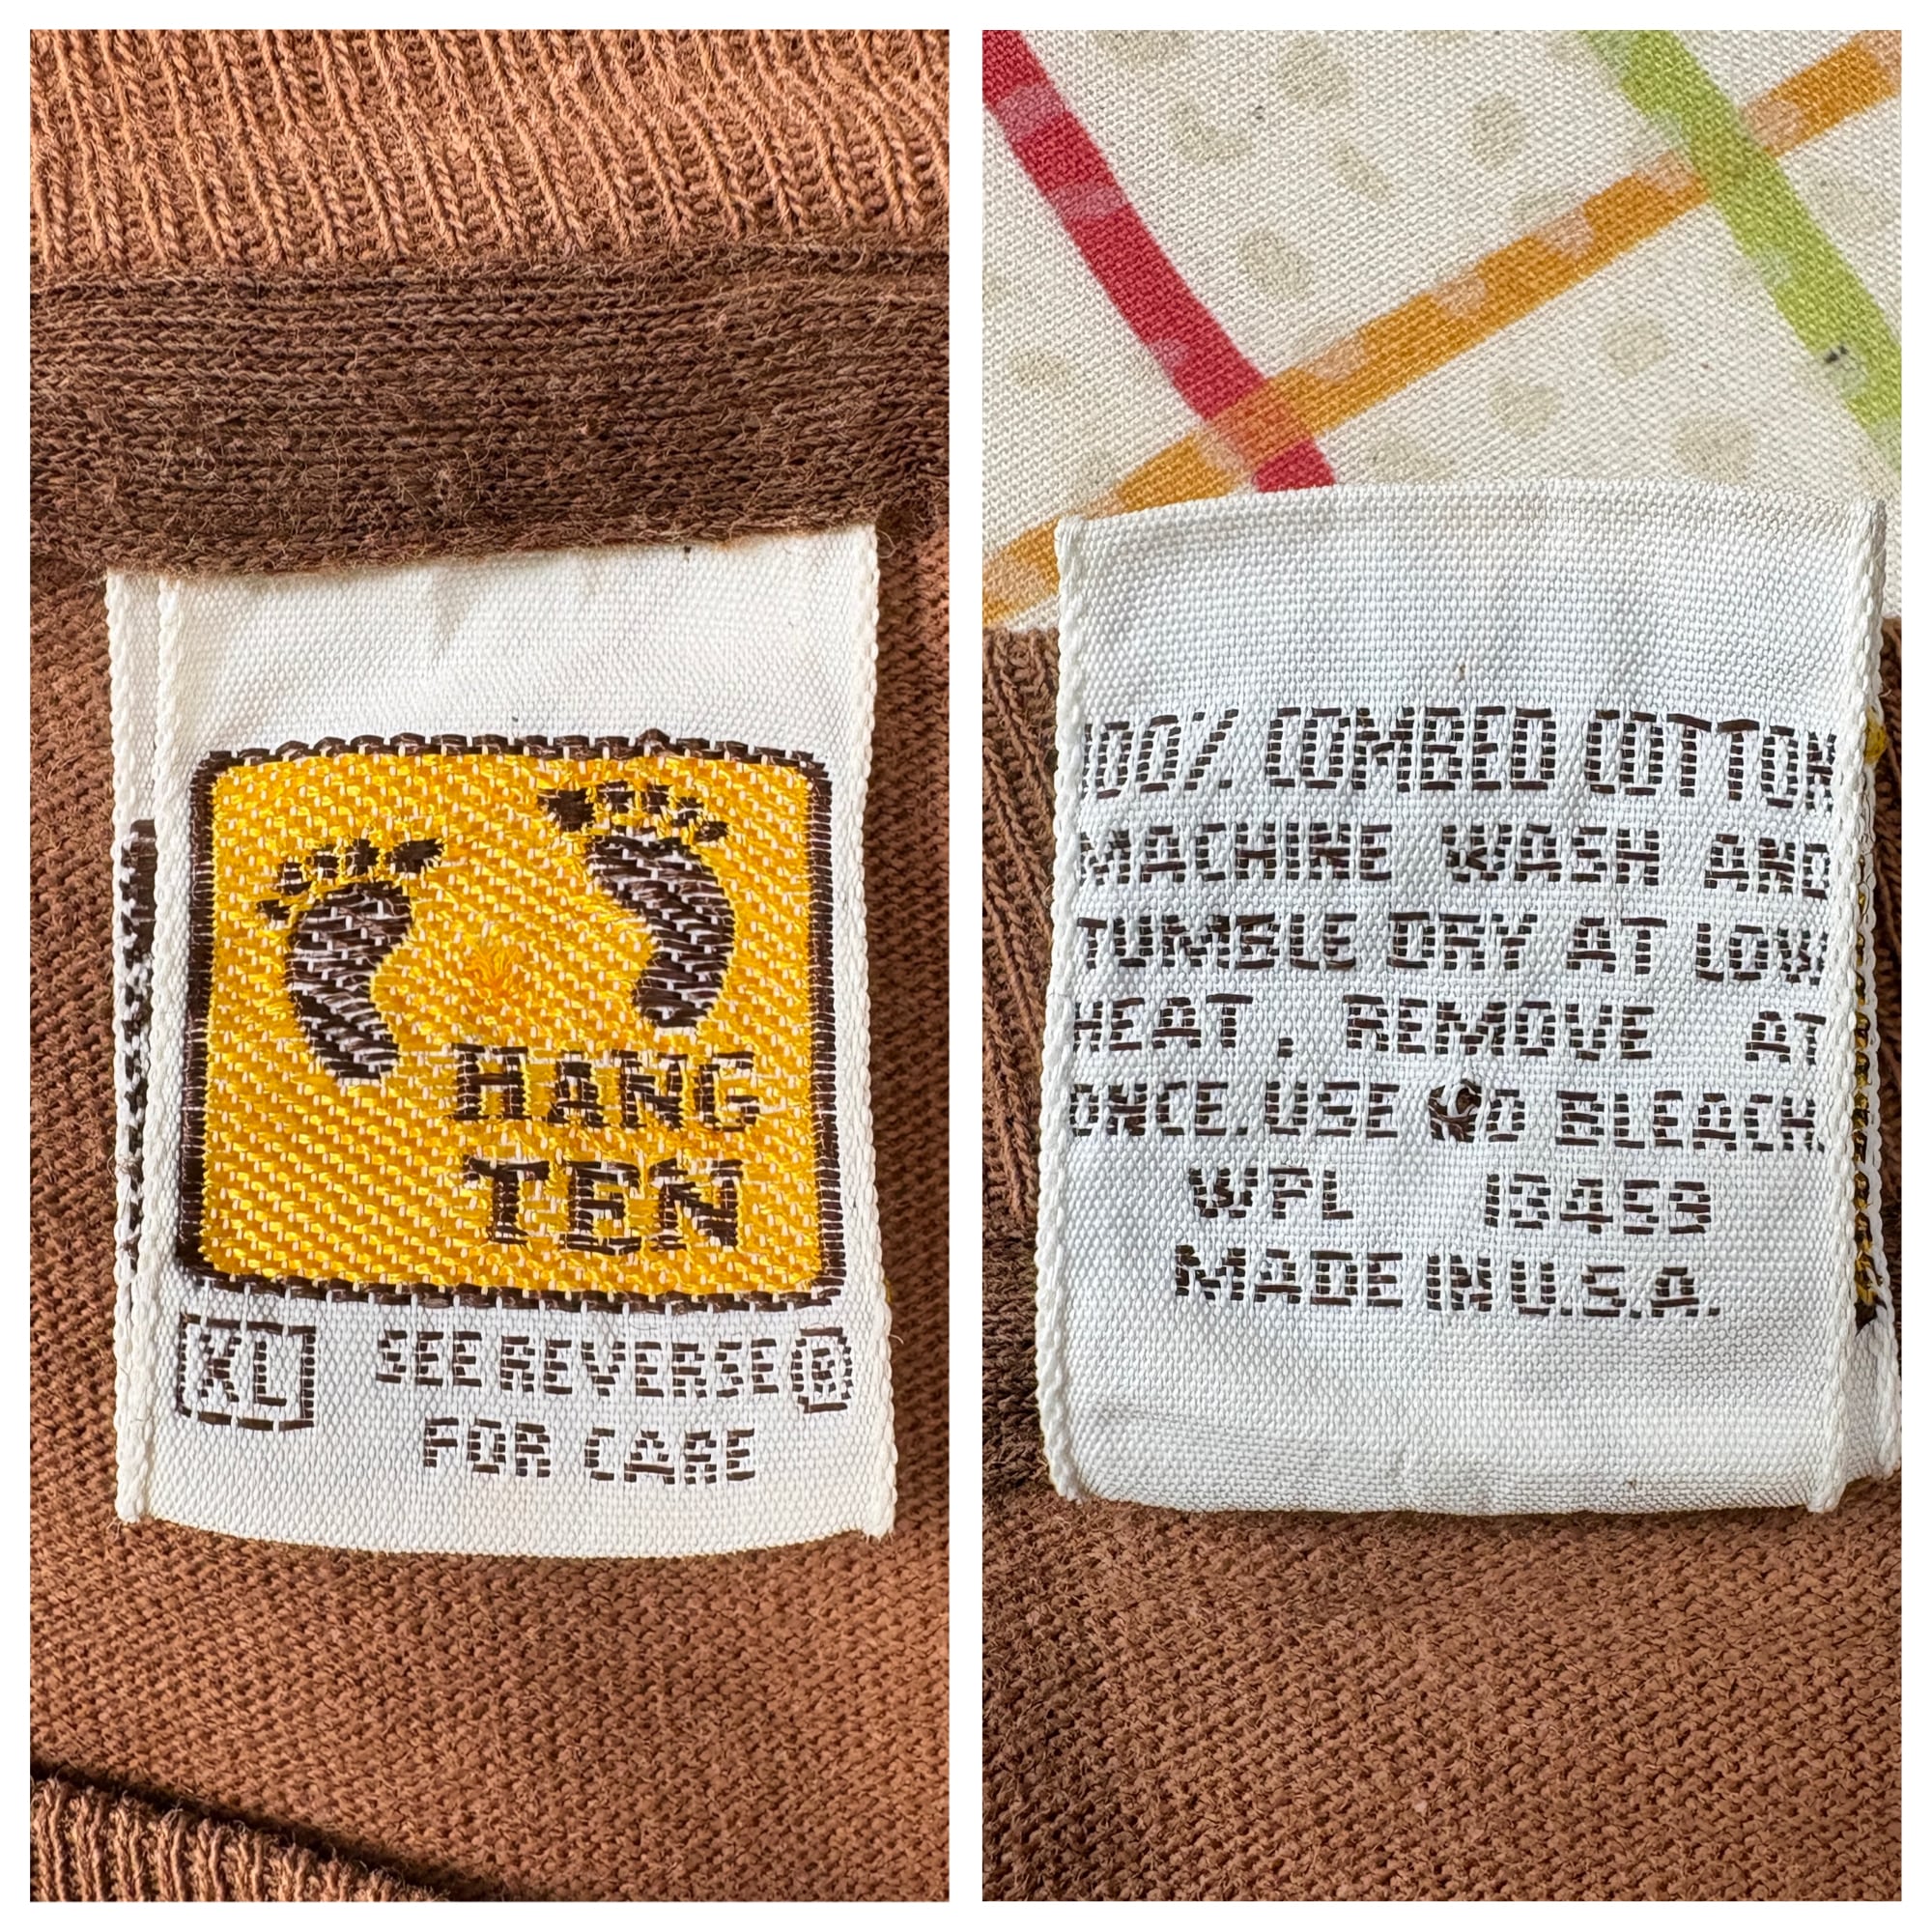 HANG
TEN
XL SEE REVERSE ®
FOR CARE
100% COMBED COTTON
MACHINE WASH AND
TUMBLE DRY AT LOW
HEAT. REMOVE AT
ONCE. USE NO BLEACH.
WPL 13459
MADE IN U.S.A.